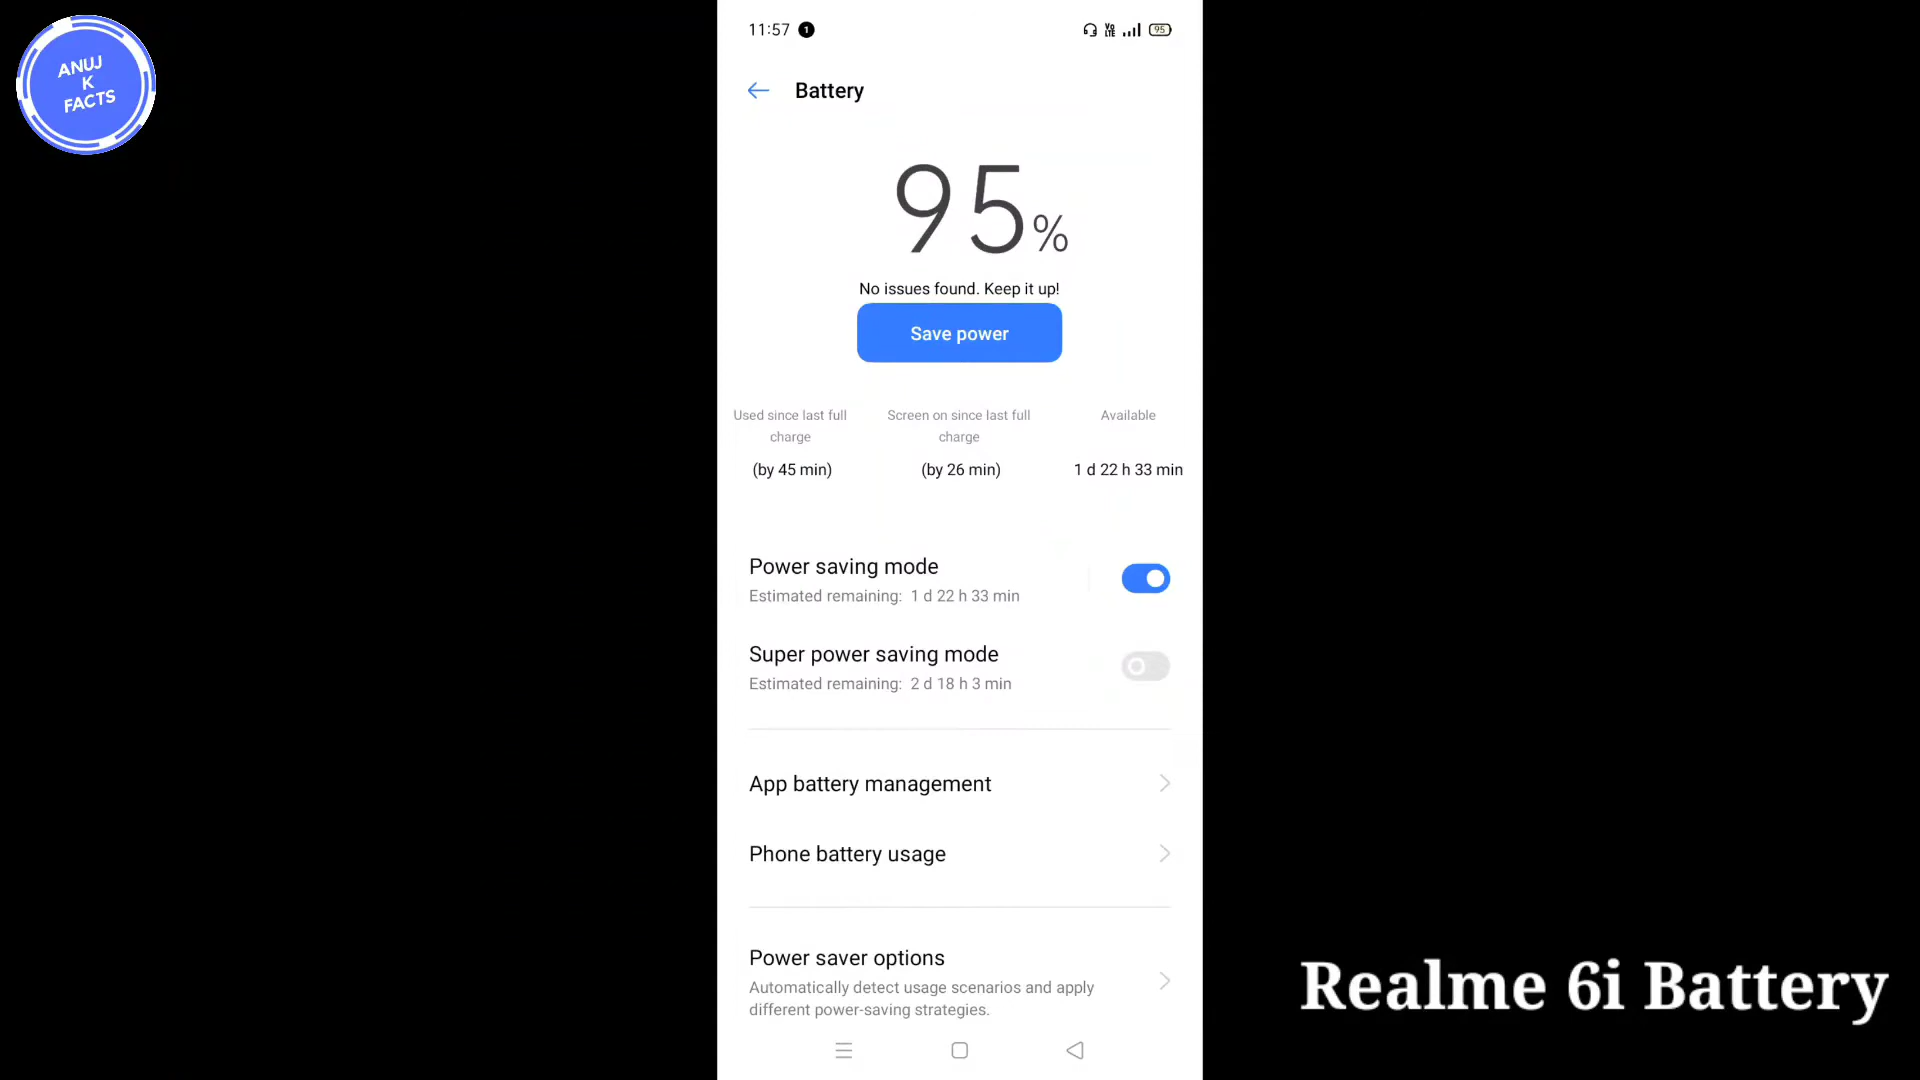 ANUJ
K
FACTS
11:57 1
Vo
LTE
95
Battery
95%
No issues found. Keep it up!
Save power
Used since last full
charge
(by 45 min)
Screen on since last full
charge
(by 26 min)
Available
1 d 22 h 33 min
Power saving mode
Estimated remaining: 1 d 22 h 33 min
Super power saving mode
Estimated remaining: 2 d 18 h 3 min
App battery management
Phone battery usage
Power saver options
Automatically detect usage scenarios and apply
different power-saving strategies.
Realme 6i Battery